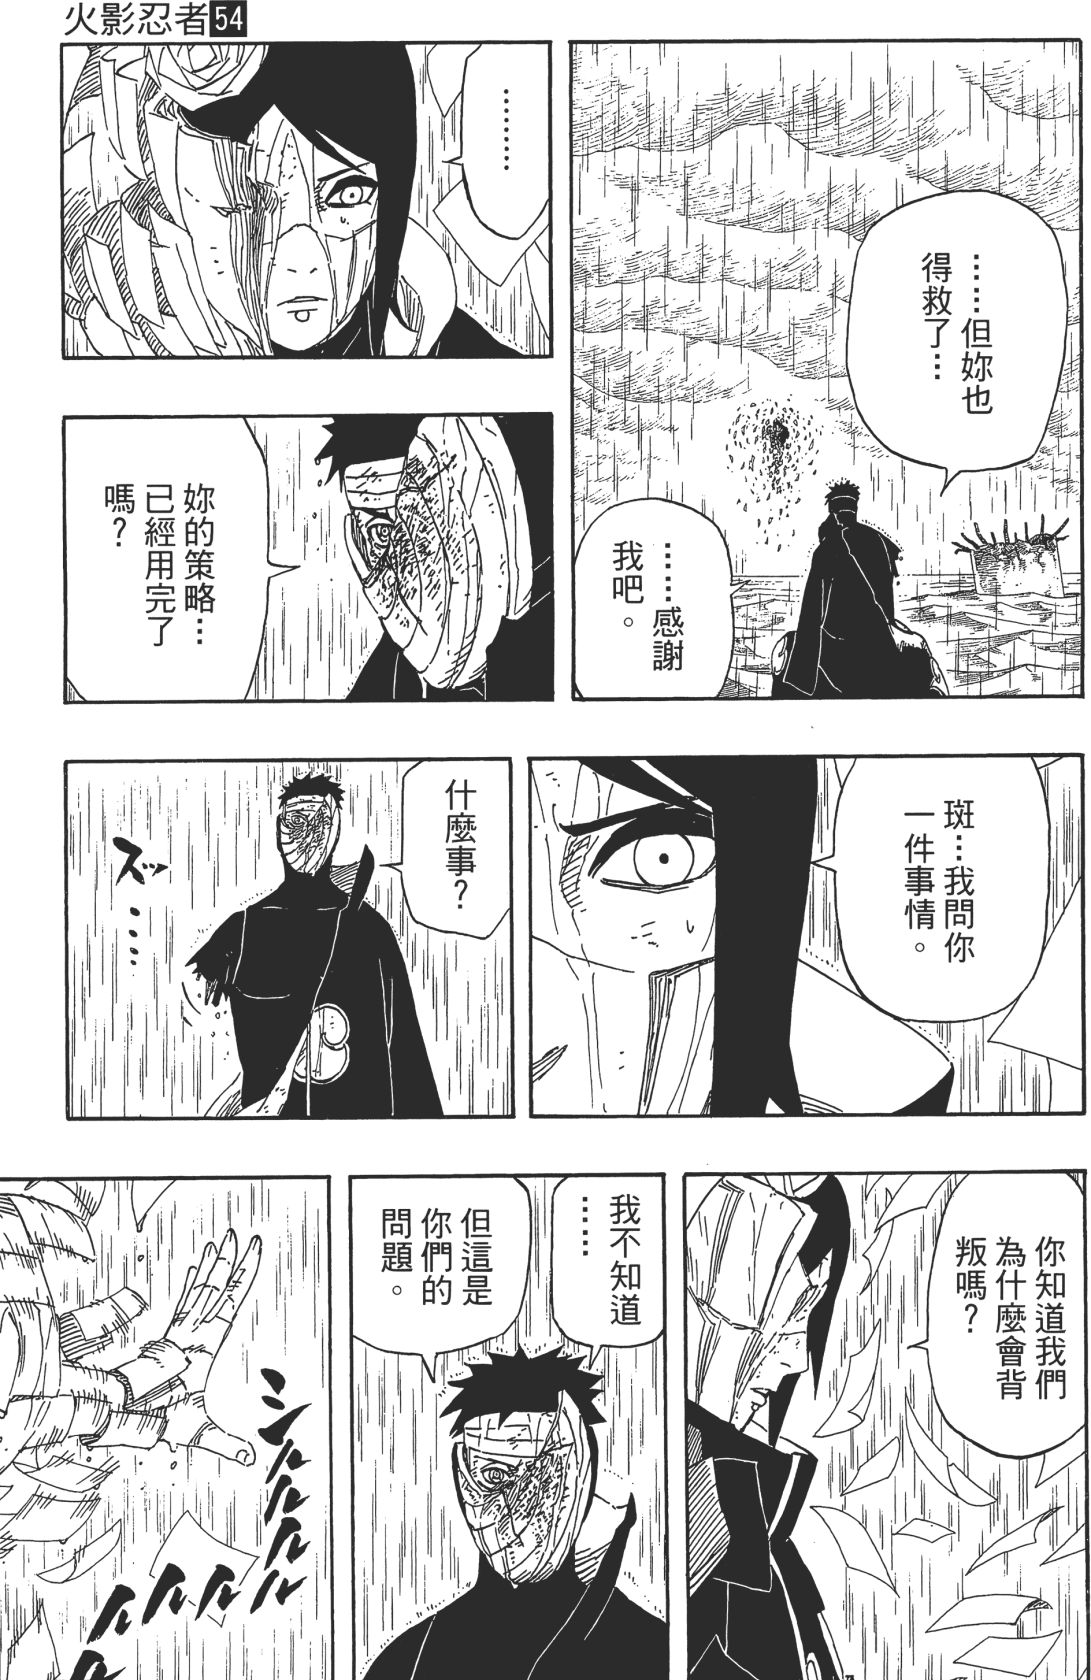 火影忍者54
……但妳也
得救了…
……感謝
我吧。
………
妳的策略…
已經用完了
嗎？
斑…我問你
一件事情。
什麼事？
ズッ
……
你知道我們
為什麼會背
叛嗎？
我不知道
……
但這是
你們的
問題。
シルルルルルルル